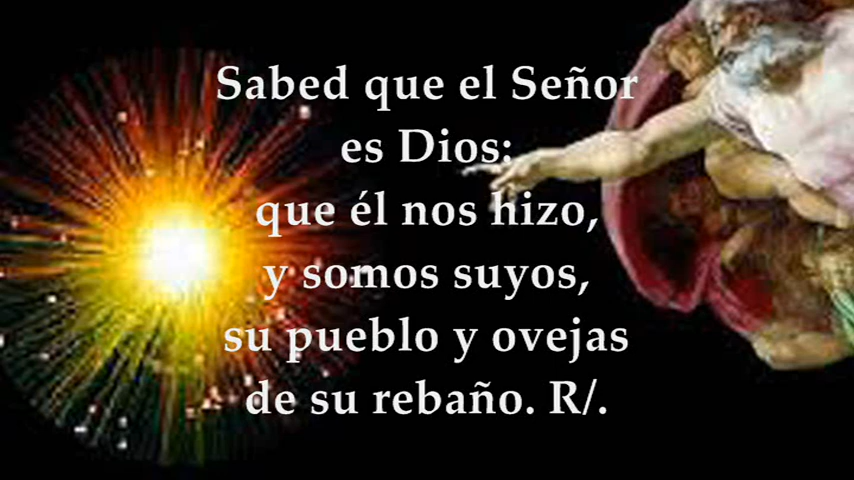 Sabed que el Señor
es Dios:
que él nos hizo,
y somos suyos,
su pueblo y ovejas
de su rebaño. R/.